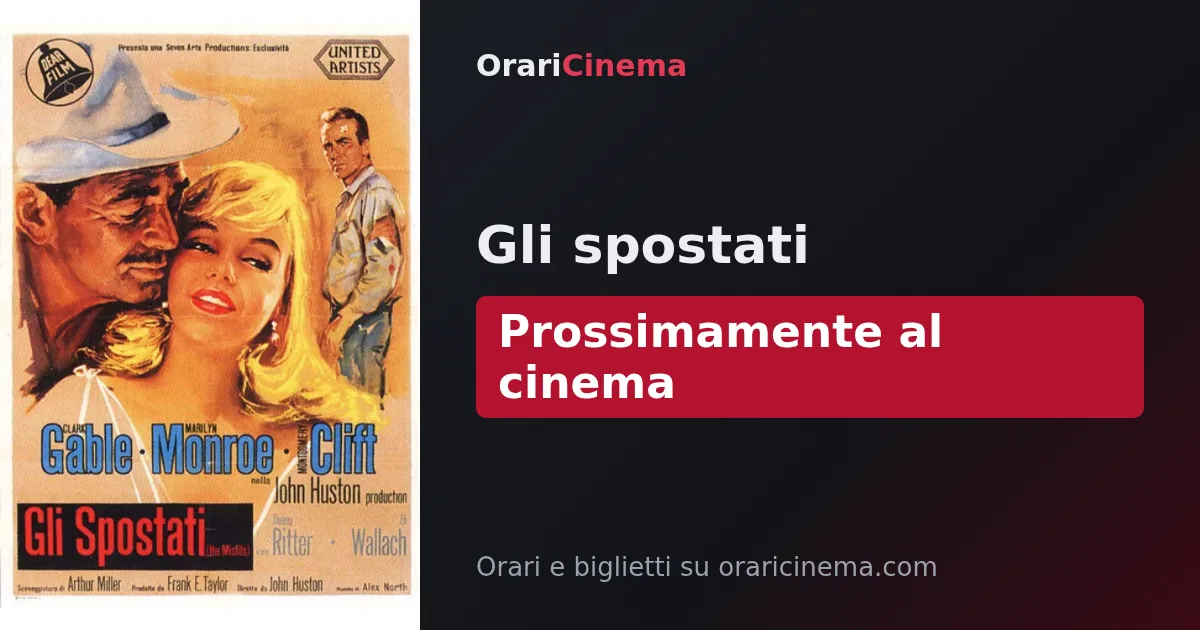 DEAR
FILM
Presenta una Seven Arts Productions: Esclusività
UNITED
ARTISTS
CLARK
Gable · 
MARILYN
Monroe ·
MONTGOMERY
Clift
nella
John Huston production
Gli Spostati (the Misfits)
con
Thelma
Ritter ·
Eli
Wallach
Sceneggiatura di Arthur Miller Prodotto da Frank E. Taylor Diretto da John Huston Musiche di Alex North
OrariCinema
Gli spostati
Prossimamente al
cinema
Orari e biglietti su oraricinema.com